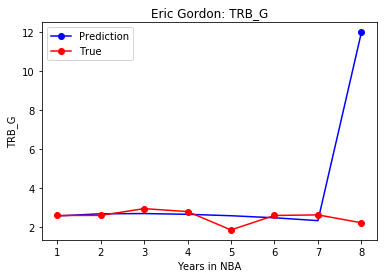 Eric Gordon: TRB_G
Prediction
True
12
10
8
6
4
2
TRB_G
1 2 3 4 5 6 7 8
Years in NBA